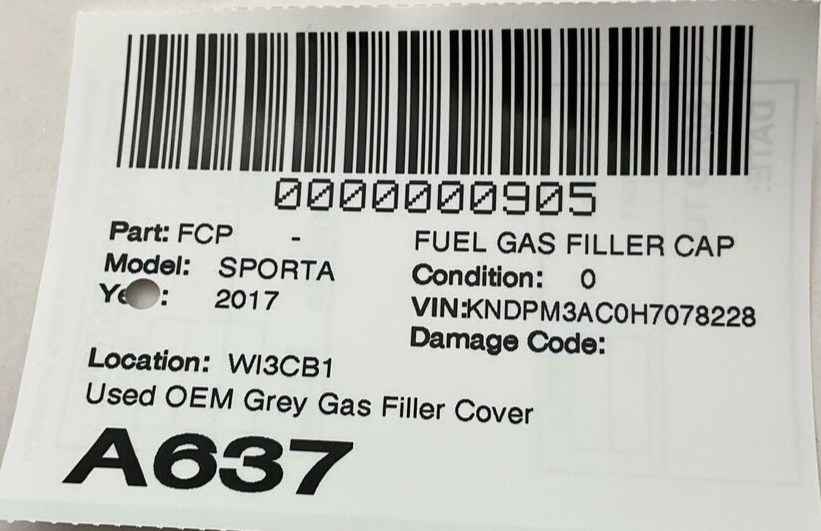 0000000905
Part: FCP - FUEL GAS FILLER CAP
Model: SPORTA Condition: 0
2017 VIN:KNDPM3AC0H7078228
Damage Code:
Location: WI3CB1
Used OEM Grey Gas Filler Cover
A637